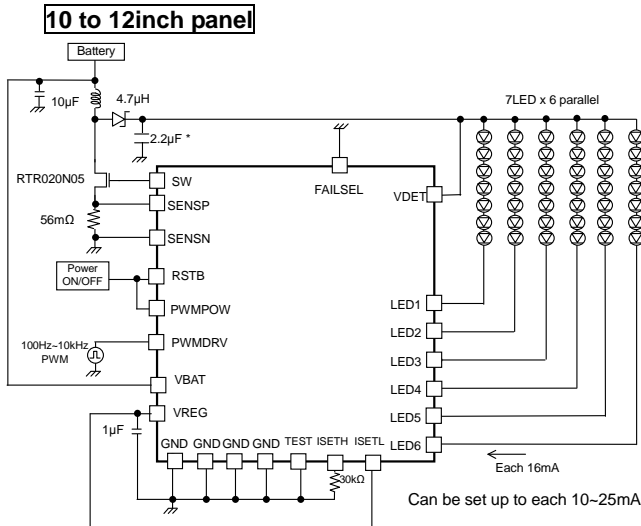 10 to 12inch panel
Battery
10µF
4.7µH
2.2µF *
7LED x 6 parallel
RTR020N05
56mΩ
Power
ON/OFF
100Hz~10kHz
PWM
1µF
SW
SENSP
SENSN
RSTB
PWMPOW
PWMDRV
VBAT
VREG
FAILSEL
VDET
LED1
LED2
LED3
LED4
LED5
LED6
GND GND GND GND TEST ISETH ISETL
30kΩ
Each 16mA
Can be set up to each 10~25mA